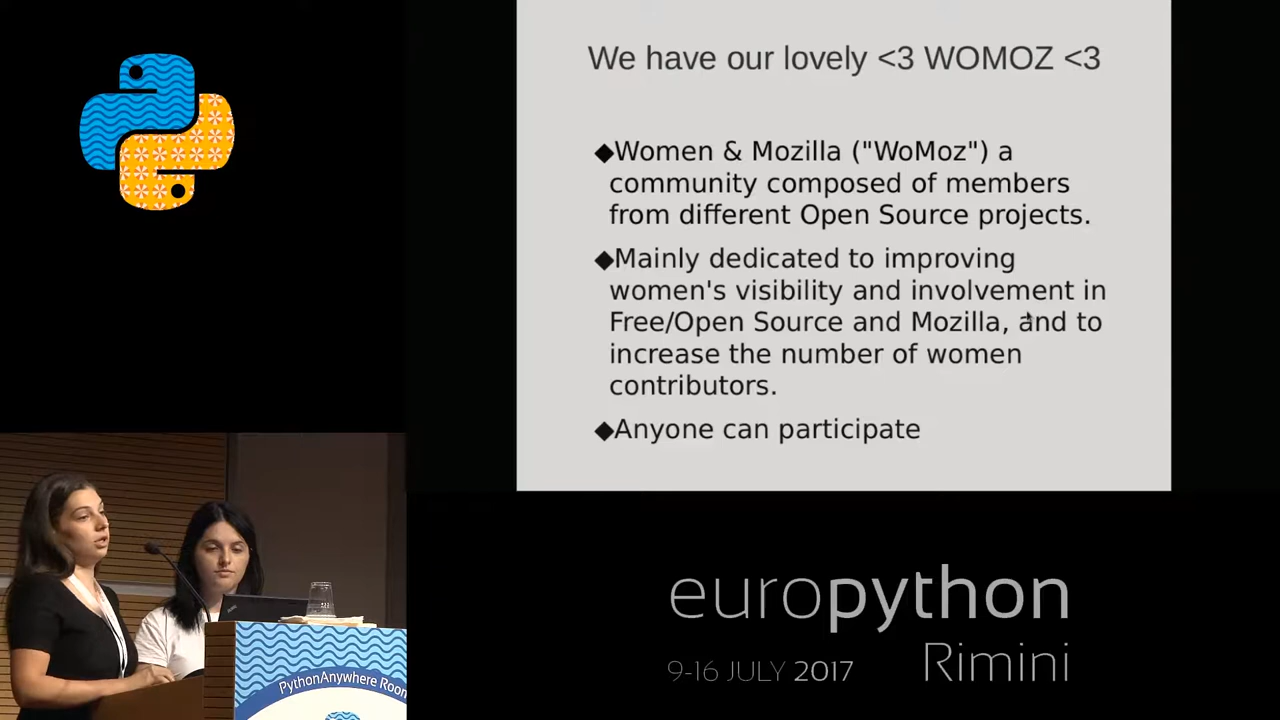 We have our lovely <3 WOMOZ <3
◆Women & Mozilla ("WoMoz") a
community composed of members
from different Open Source projects.
◆Mainly dedicated to improving
women's visibility and involvement in
Free/Open Source and Mozilla, and to
increase the number of women
contributors.
◆Anyone can participate
PythonAnywhere Room
europython
9-16 JULY 2017 Rimini